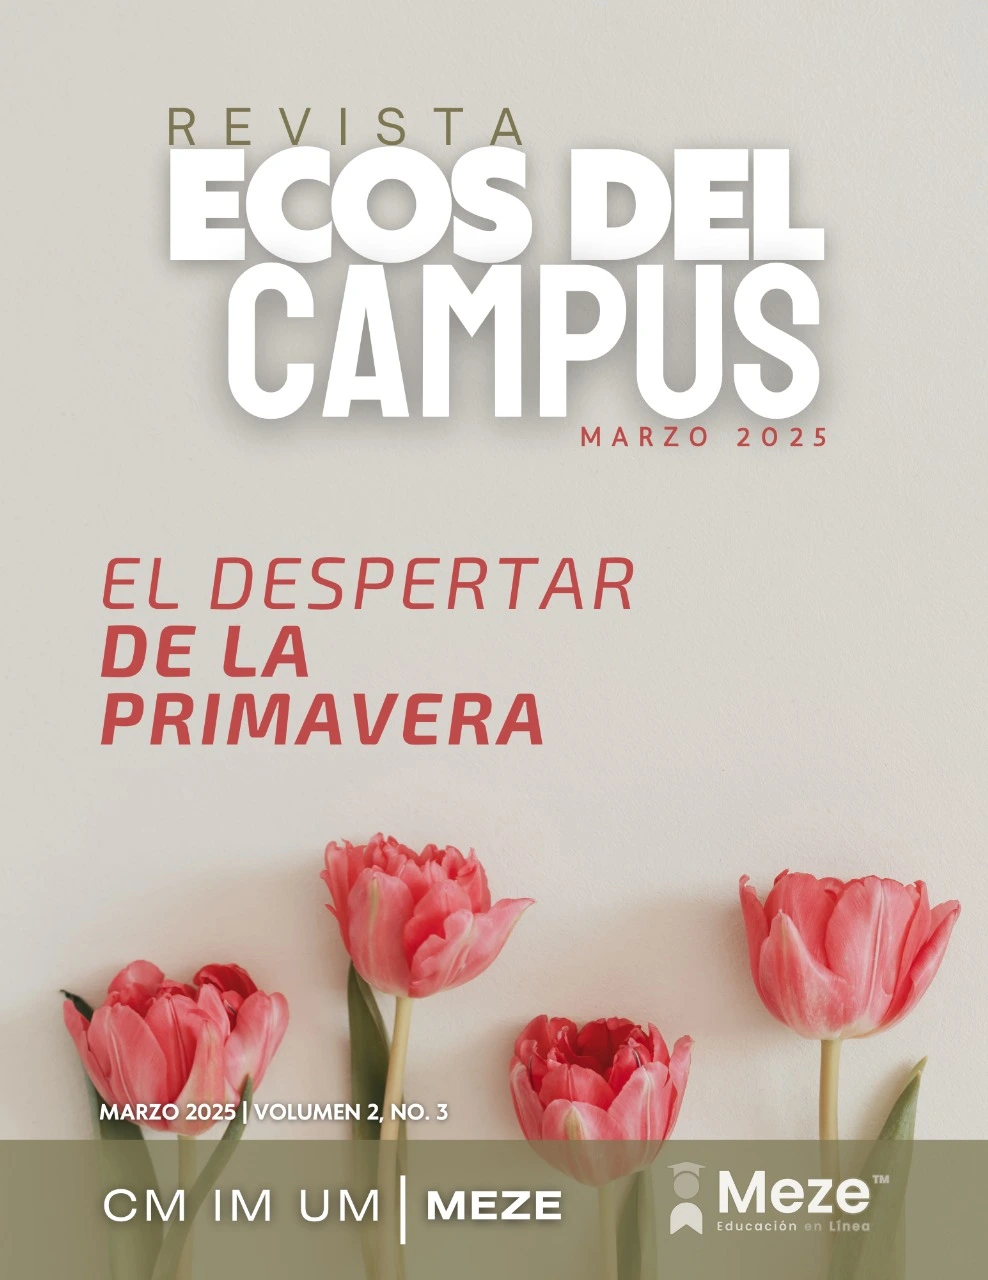 REVISTA
ECOS DEL
CAMPUS
MARZO 2025
EL DESPERTAR
DE LA
PRIMAVERA
MARZO 2025 | VOLUMEN 2, NO. 3
CM IM UM | MEZE
Meze™
Educación en Línea